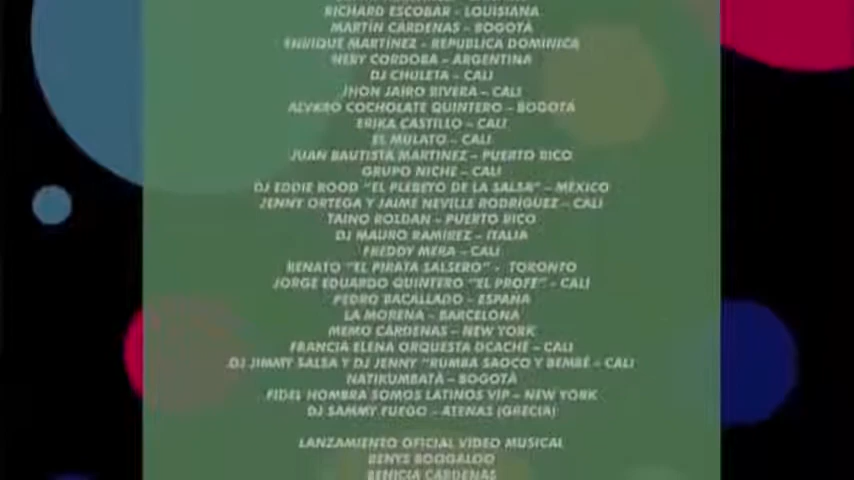 RICHARD ESCOBAR - LOUISIANA
MARTÍN CÁRDENAS - BOGOTÁ
ENRIQUE MARTÍNEZ - REPUBLICA DOMINICA
NERY CORDOBA - ARGENTINA
DJ CHULETA - CALI
JHON JAIRO RIVERA - CALI
ALVARO COCHOLATE QUINTERO - BOGOTÁ
ERIKA CASTILLO - CALI
EL MULATO - CALI
JUAN BAUTISTA MARTINEZ - PUERTO RICO
GRUPO NICHE - CALI
DJ EDDIE ROOD "EL PLEBEYO DE LA SALSA" - MÉXICO
JENNY ORTEGA Y JAIME NEVILLE RODRÍGUEZ - CALI
TAINO ROLDAN - PUERTO RICO
DJ MAURO RAMIREZ - ITALIA
FREDDY MERA - CALI
RENATO "EL PIRATA SALSERO" - TORONTO
JORGE EDUARDO QUINTERO "EL PROFE" - CALI
PEDRO BACALLADO - ESPAÑA
LA MORENA - BARCELONA
MEMO CÁRDENAS - NEW YORK
FRANCIA ELENA ORQUESTA DCACHÉ - CALI
DJ JIMMY SALSA Y DJ JENNY "RUMBA SAOCO Y BEMBÉ - CALI
NATIKUMBATÁ - BOGOTÁ
FIDEL HOMBRA SOMOS LATINOS VIP - NEW YORK
DJ SAMMY FUEGO - ATENAS (GRECIA)
LANZAMIENTO OFICIAL VIDEO MUSICAL
BENYS BOOGALOO
BENICIA CÁRDENAS